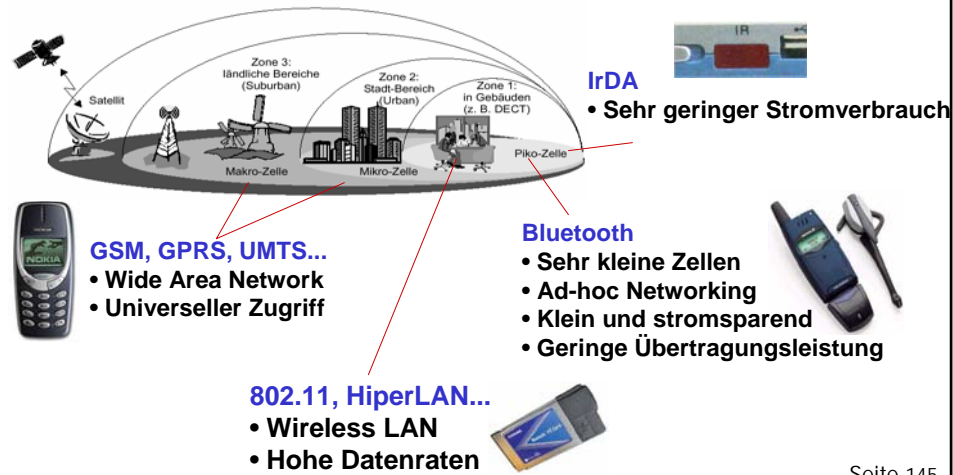 IR
Zone 3:
ländliche Bereiche
(Suburban)
Zone 2:
Stadt-Bereich
(Urban)
Zone 1:
in Gebäuden
(z. B. DECT)
Satellit
Makro-Zelle
Mikro-Zelle
Piko-Zelle
IrDA
• Sehr geringer Stromverbrauch
NOKIA
GSM, GPRS, UMTS...
• Wide Area Network
• Universeller Zugriff
Bluetooth
• Sehr kleine Zellen
• Ad-hoc Networking
• Klein und stromsparend
• Geringe Übertragungsleistung
802.11, HiperLAN...
• Wireless LAN
• Hohe Datenraten
Seite 145